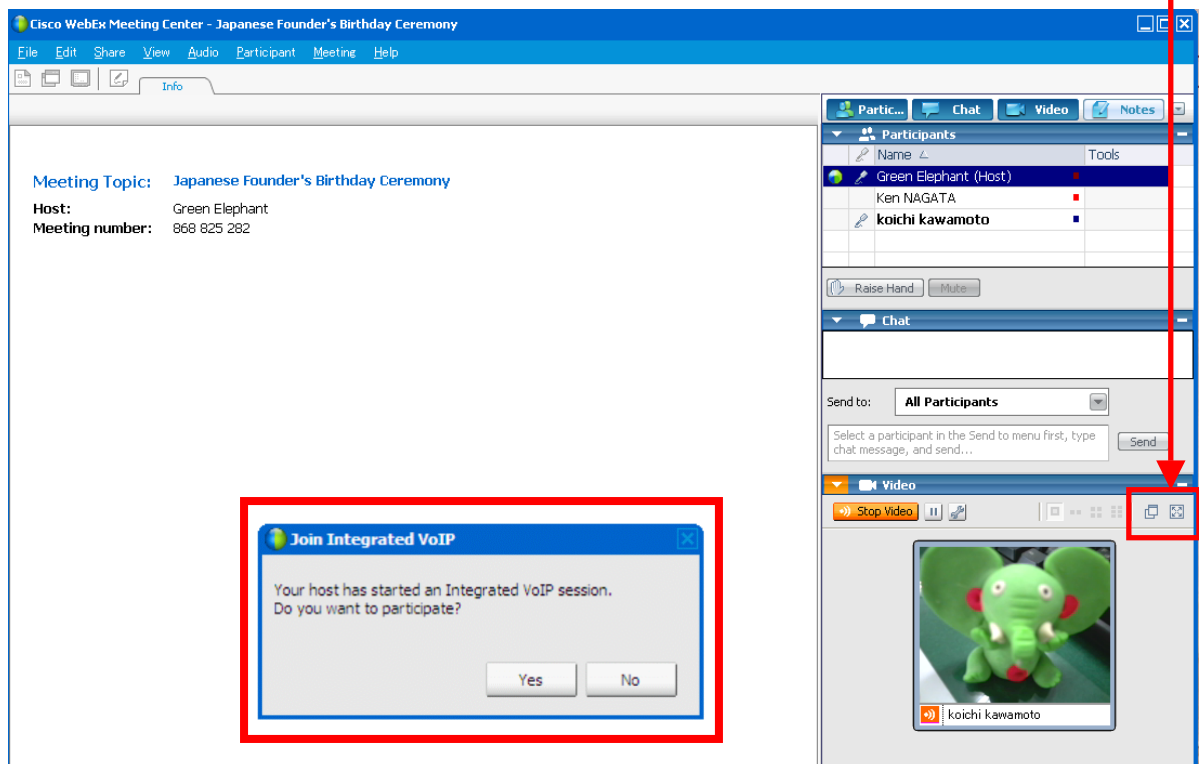 Cisco WebEx Meeting Center - Japanese Founder's Birthday Ceremony
File Edit Share View Audio Participant Meeting Help
Info
Partic... Chat Video Notes
Participants
Name Tools
Green Elephant (Host)
Ken NAGATA
koichi kawamoto
Raise Hand Mute
Chat
Send to: All Participants
Select a participant in the Send to menu first, type
chat message, and send...
Send
Video
Stop Video
koichi kawamoto
Meeting Topic: Japanese Founder's Birthday Ceremony
Host: Green Elephant
Meeting number: 868 825 282
Join Integrated VoIP
Your host has started an Integrated VoIP session.
Do you want to participate?
Yes No